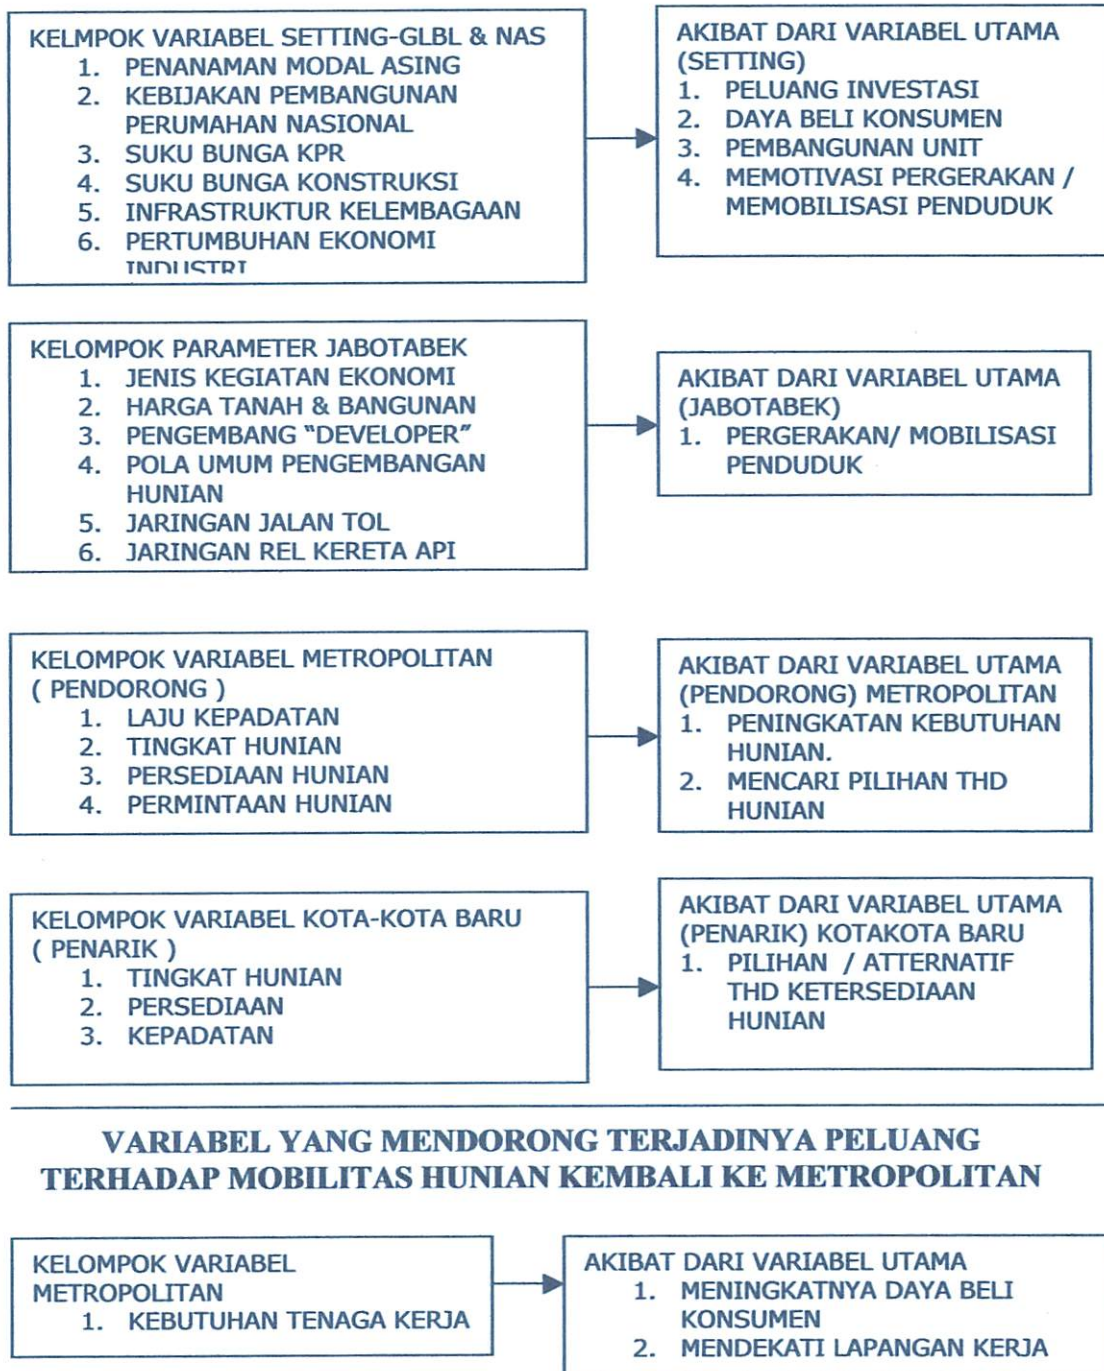 KELMPOK VARIABEL SETTING-GLBL & NAS
1. PENANAMAN MODAL ASING
2. KEBIJAKAN PEMBANGUNAN
PERUMAHAN NASIONAL
3. SUKU BUNGA KPR
4. SUKU BUNGA KONSTRUKSI
5. INFRASTRUKTUR KELEMBAGAAN
6. PERTUMBUHAN EKONOMI
INDUSTRI
AKIBAT DARI VARIABEL UTAMA
(SETTING)
1. PELUANG INVESTASI
2. DAYA BELI KONSUMEN
3. PEMBANGUNAN UNIT
4. MEMOTIVASI PERGERAKAN /
MEMOBILISASI PENDUDUK
KELOMPOK PARAMETER JABOTABEK
1. JENIS KEGIATAN EKONOMI
2. HARGA TANAH & BANGUNAN
3. PENGEMBANG "DEVELOPER"
4. POLA UMUM PENGEMBANGAN
HUNIAN
5. JARINGAN JALAN TOL
6. JARINGAN REL KERETA API
AKIBAT DARI VARIABEL UTAMA
(JABOTABEK)
1. PERGERAKAN/ MOBILISASI
PENDUDUK
KELOMPOK VARIABEL METROPOLITAN
( PENDORONG )
1. LAJU KEPADATAN
2. TINGKAT HUNIAN
3. PERSEDIAAN HUNIAN
4. PERMINTAAN HUNIAN
AKIBAT DARI VARIABEL UTAMA
(PENDORONG) METROPOLITAN
1. PENINGKATAN KEBUTUHAN
HUNIAN.
2. MENCARI PILIHAN THD
HUNIAN
KELOMPOK VARIABEL KOTA-KOTA BARU
( PENARIK )
1. TINGKAT HUNIAN
2. PERSEDIAAN
3. KEPADATAN
AKIBAT DARI VARIABEL UTAMA
(PENARIK) KOTAKOTA BARU
1. PILIHAN / ATTERNATIF
THD KETERSEDIAAN
HUNIAN
VARIABEL YANG MENDORONG TERJADINYA PELUANG
TERHADAP MOBILITAS HUNIAN KEMBALI KE METROPOLITAN
KELOMPOK VARIABEL
METROPOLITAN
1. KEBUTUHAN TENAGA KERJA
AKIBAT DARI VARIABEL UTAMA
1. MENINGKATNYA DAYA BELI
KONSUMEN
2. MENDEKATI LAPANGAN KERJA